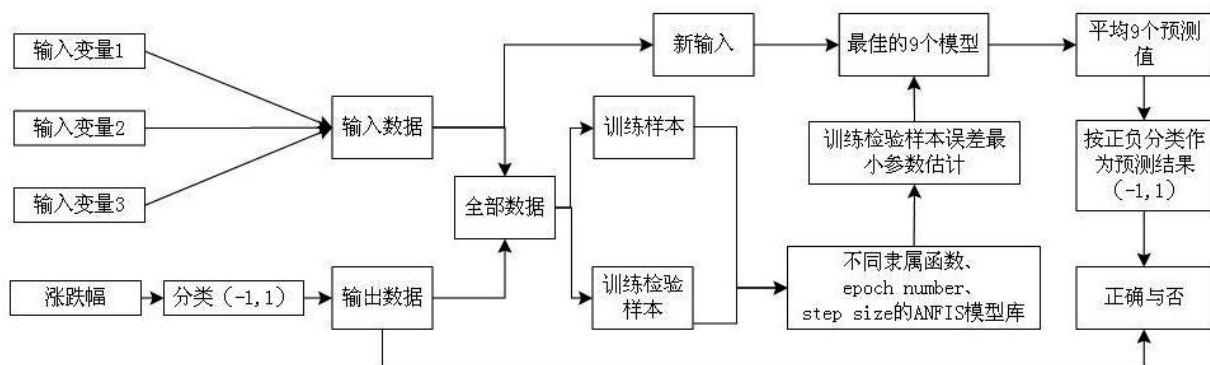 输入变量1
输入变量2
输入变量3
涨跌幅
分类（-1,1）
输入数据
输出数据
全部数据
新输入
训练样本
训练检验
样本
最佳的9个模型
训练检验样本误差最
小参数估计
不同隶属函数、
epoch number、
step size的ANFIS模型库
平均9个预测
值
按正负分类作
为预测结果
（-1,1）
正确与否